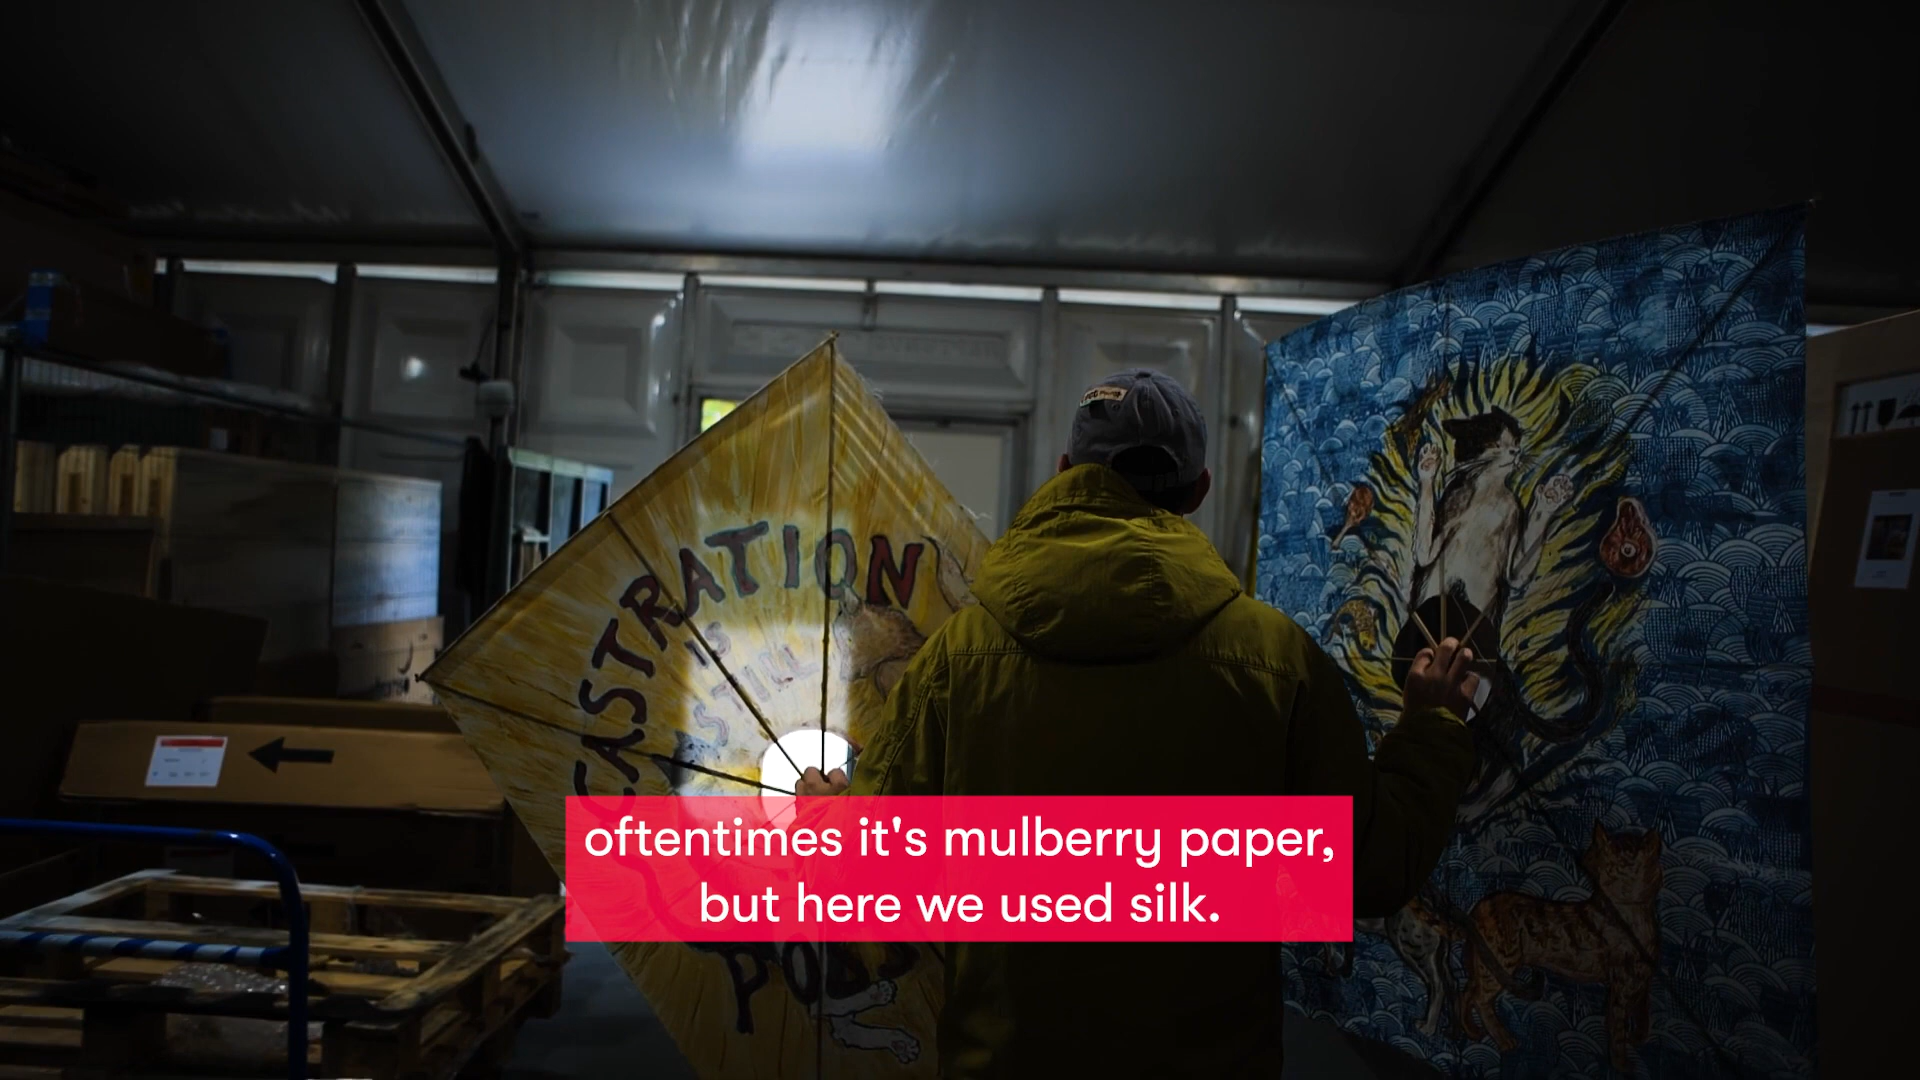 CASTRATION
IS
STILL
oftentimes it's mulberry paper,
but here we used silk.